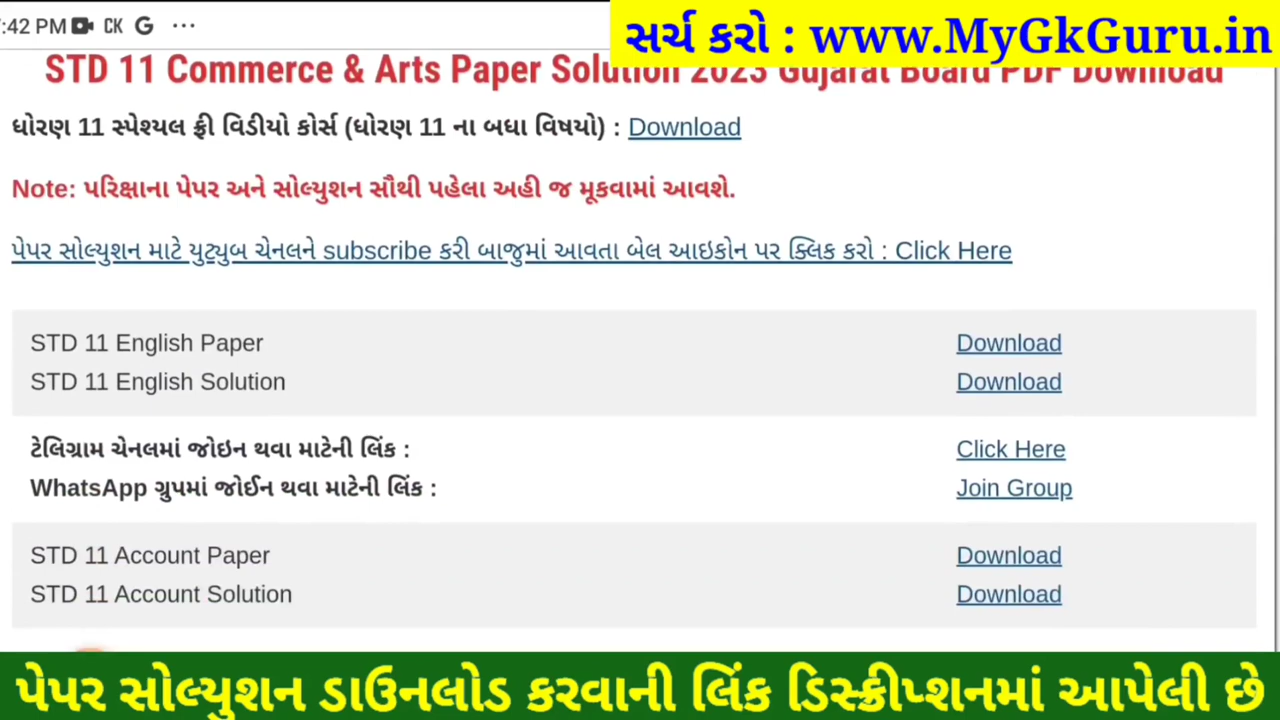 :42 PM CK G ...
સર્ચ કરો : www.MyGkGuru.in
STD 11 Commerce & Arts Paper Solution 2023 Gujarat Board PDF Download
ધોરણ 11 સ્પેશ્યલ ફ્રી વિડીયો કોર્સ (ધોરણ 11 ના બધા વિષયો) : Download
Note: પરિક્ષાના પેપર અને સોલ્યુશન સૌથી પહેલા અહી જ મૂકવામાં આવશે.
પેપર સોલ્યુશન માટે યુટ્યુબ ચેનલને subscribe કરી બાજુમાં આવતા બેલ આઇકોન પર ક્લિક કરો : Click Here
STD 11 English Paper Download
STD 11 English Solution Download
ટેલિગ્રામ ચેનલમાં જોઇન થવા માટેની લિંક : Click Here
WhatsApp ગ્રુપમાં જોઈન થવા માટેની લિંક : Join Group
STD 11 Account Paper Download
STD 11 Account Solution Download
પેપર સોલ્યુશન ડાઉનલોડ કરવાની લિંક ડિસ્ક્રીપ્શનમાં આપેલી છે